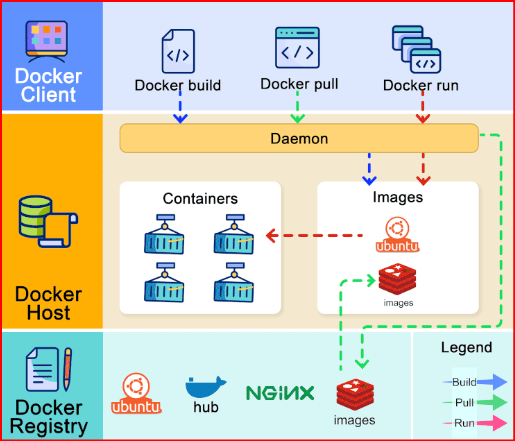 Docker
Client
Docker build
Docker pull
Docker run
Daemon
Docker
Host
Containers
Images
ubuntu
images
Docker
Registry
ubuntu
hub
NGINX
images
Legend
Build
Pull
Run